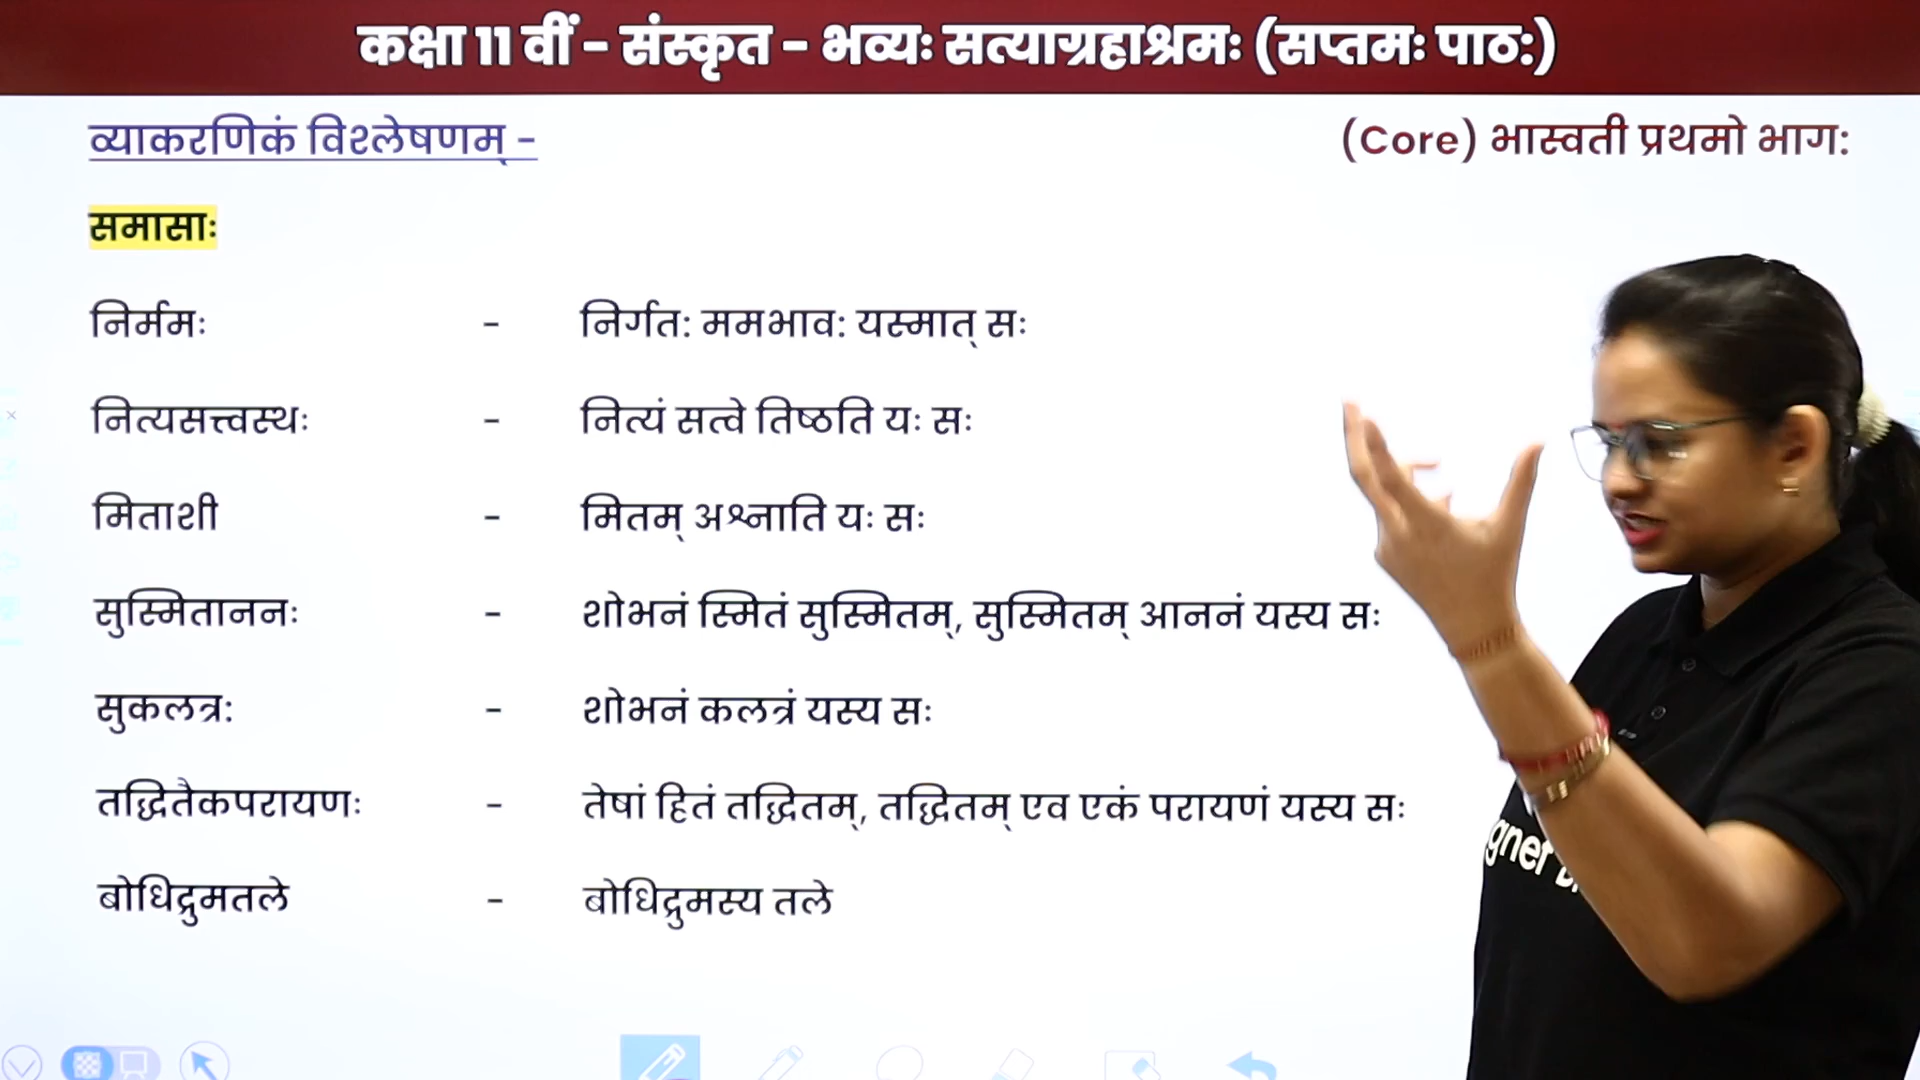 कक्षा 11 वीं - संस्कृत - भव्यः सत्याग्रहाश्रमः (सप्तमः पाठ:)
व्याकरणिकं विश्लेषणम् -
(Core) भास्वती प्रथमो भाग:
समासाः
निर्ममः - निर्गत: ममभाव: यस्मात् सः
नित्यसत्त्वस्थः - नित्यं सत्वे तिष्ठति यः सः
मिताशी - मितम् अश्नाति यः सः
सुस्मिताननः - शोभनं स्मितं सुस्मितम्, सुस्मितम् आननं यस्य सः
सुकलत्र: - शोभनं कलत्रं यस्य सः
तद्धितैकपरायणः - तेषां हितं तद्धितम्, तद्धितम् एव एकं परायणं यस्य सः
बोधिद्रुमतले - बोधिद्रुमस्य तले